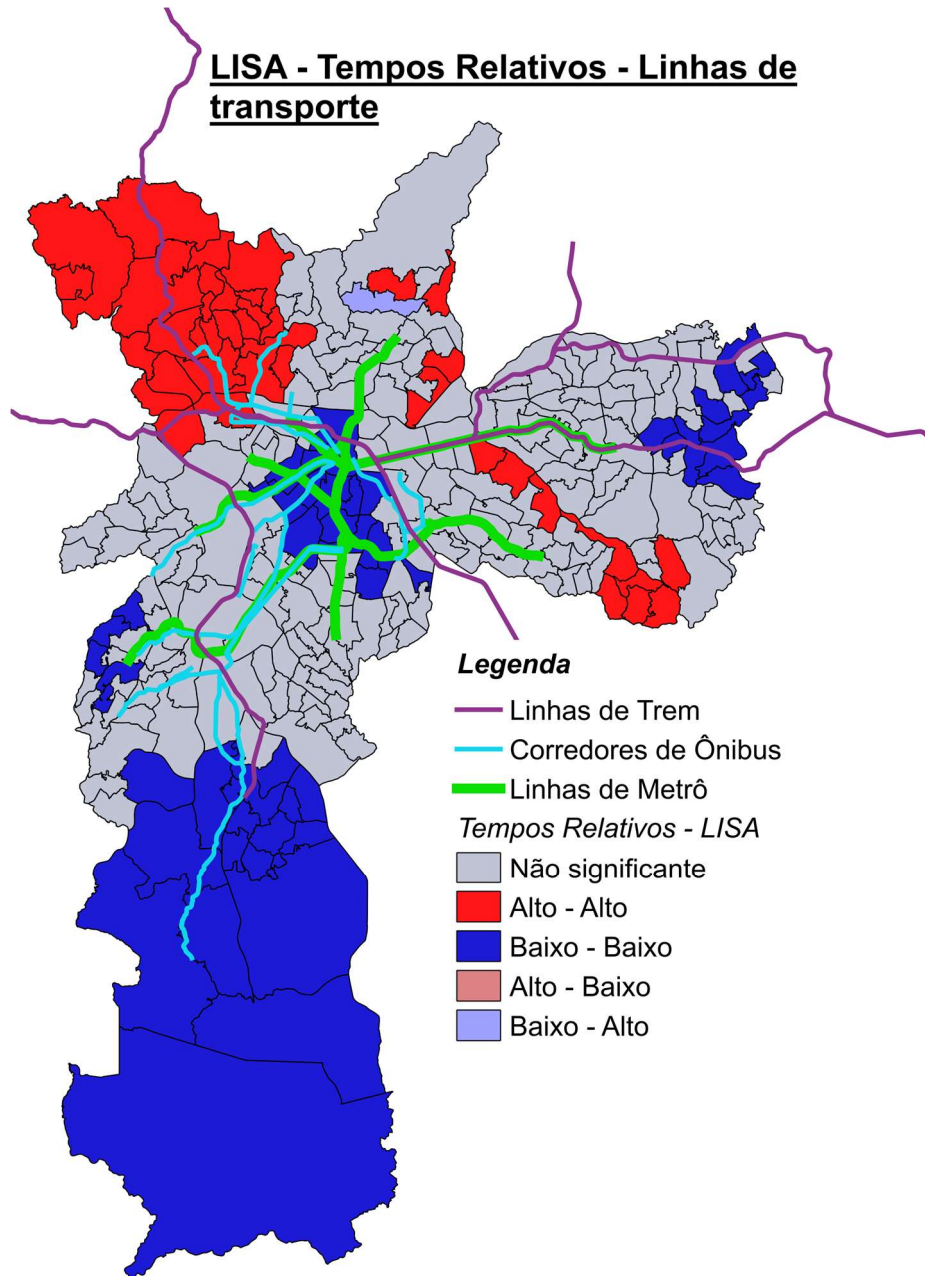 LISA - Tempos Relativos - Linhas de
transporte
Legenda
Linhas de Trem
Corredores de Ônibus
Linhas de Metrô
Tempos Relativos - LISA
Não significante
Alto - Alto
Baixo - Baixo
Alto - Baixo
Baixo - Alto